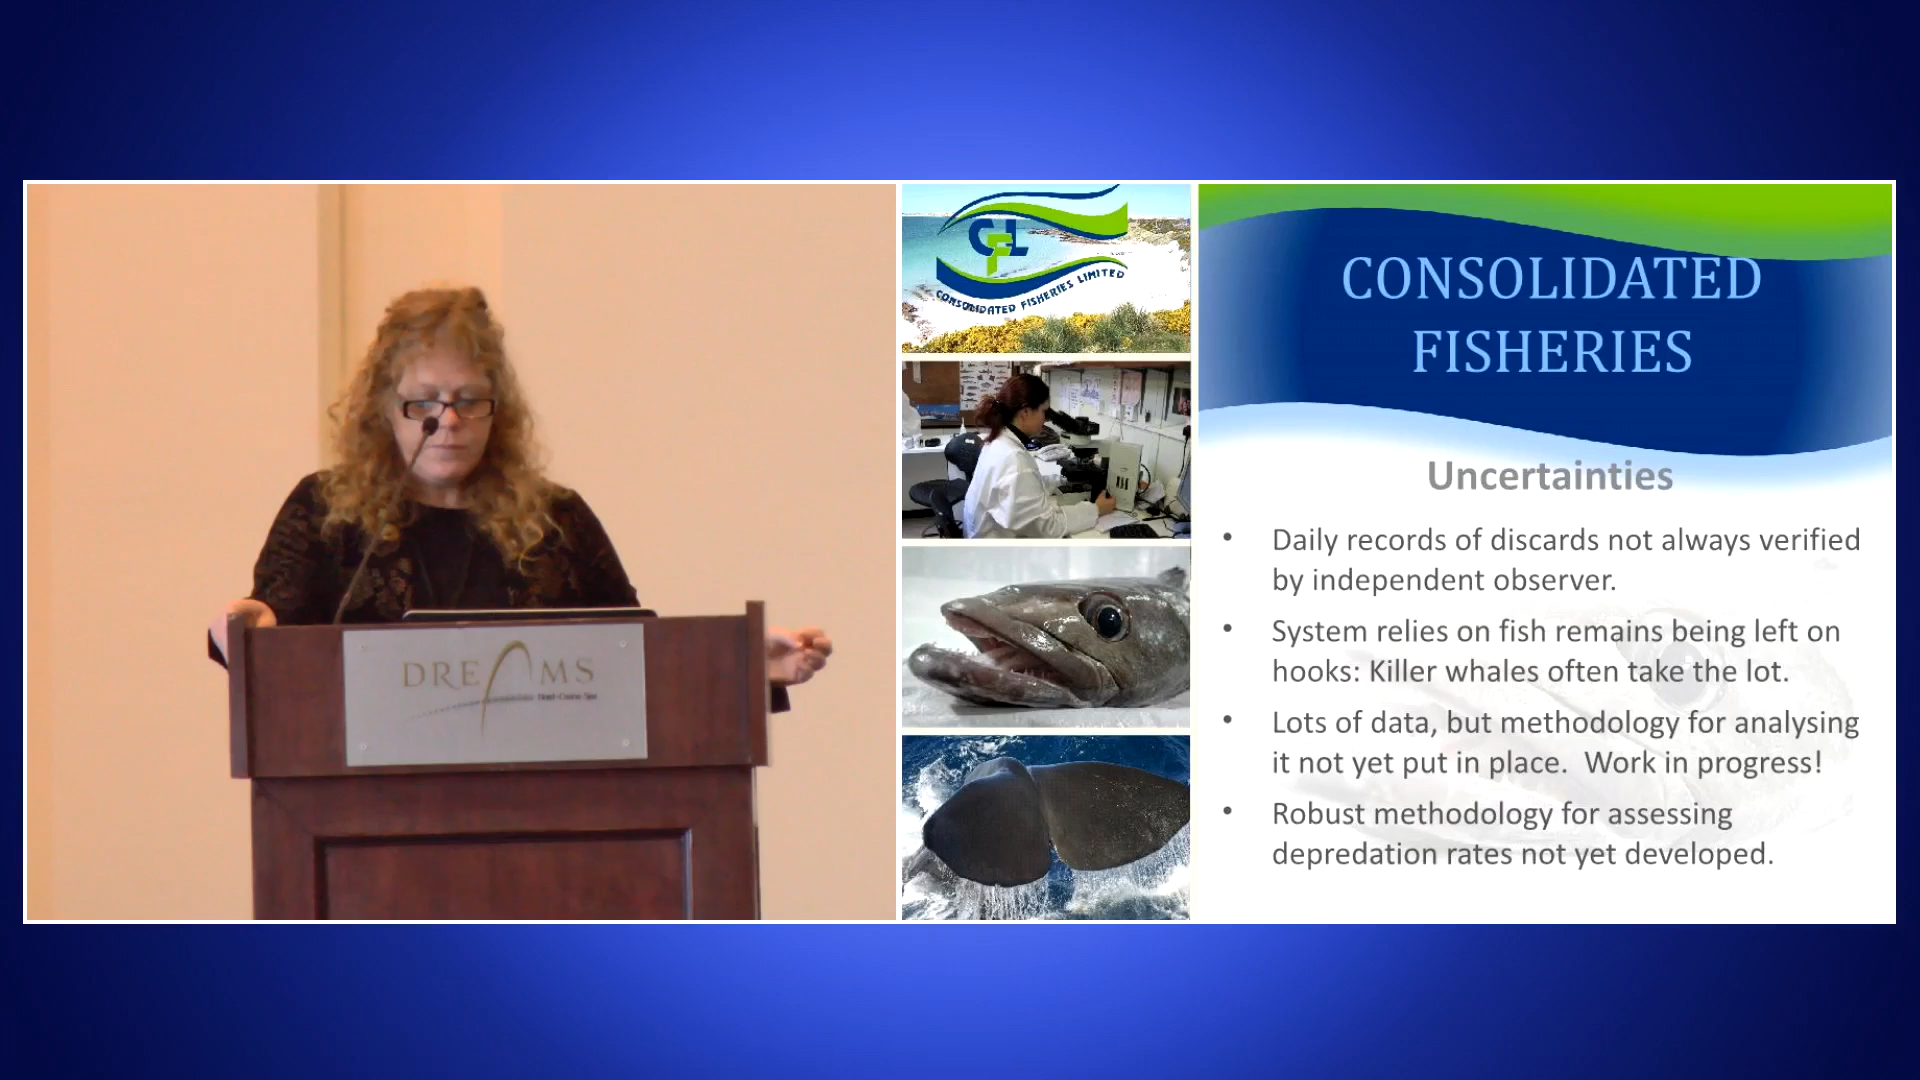 DREAMS
Hotel · Casino · Spa
CFL
CONSOLIDATED FISHERIES LIMITED
CONSOLIDATED
FISHERIES
Uncertainties
• Daily records of discards not always verified
by independent observer.
• System relies on fish remains being left on
hooks: Killer whales often take the lot.
• Lots of data, but methodology for analysing
it not yet put in place.  Work in progress!
• Robust methodology for assessing
depredation rates not yet developed.